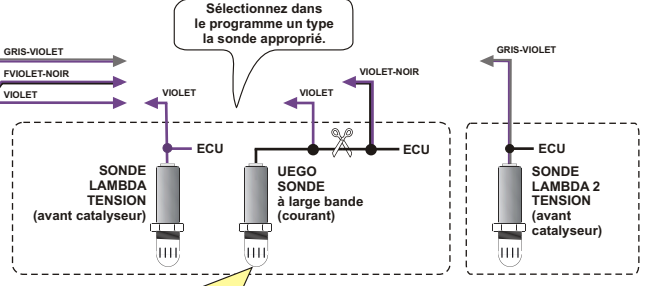 Sélectionnez dans
le programme un type
la sonde approprié.
GRIS-VIOLET
FVIOLET-NOIR
VIOLET
VIOLET
VIOLET
VIOLET-NOIR
GRIS-VIOLET
ECU
ECU
ECU
SONDE
LAMBDA
TENSION
(avant catalyseur)
UEGO
SONDE
à large bande
(courant)
SONDE
LAMBDA 2
TENSION
(avant
catalyseur)